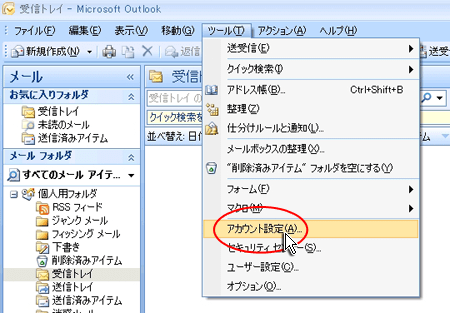 受信トレイ - Microsoft Outlook
ファイル(F) 編集(E) 表示(V) 移動(G) ツール(T) アクション(A) ヘルプ(H)
新規作成(N) 返信
メール
お気に入りフォルダ
受信トレイ
未読のメール
送信済みアイテム
メール フォルダ
すべてのメール アイテ...
個人用フォルダ
RSS フィード
ジャンク メール
フィッシング メール
下書き
削除済みアイテム
受信トレイ
送信トレイ
送信済みアイテム
受信トレイ
受信トレイ の
クイック検索を
並べ替え: 日付
送受信(E)
クイック検索(I)
アドレス帳(B)... Ctrl+Shift+B
整理(Z)
仕分けルールと通知(L)...
メールボックスの整理(X)...
"削除済みアイテム" フォルダを空にする(Y)
フォーム(F)
マクロ(M)
アカウント設定(A)...
セキュリティ センター(S)...
ユーザー設定(C)...
オプション(O)...